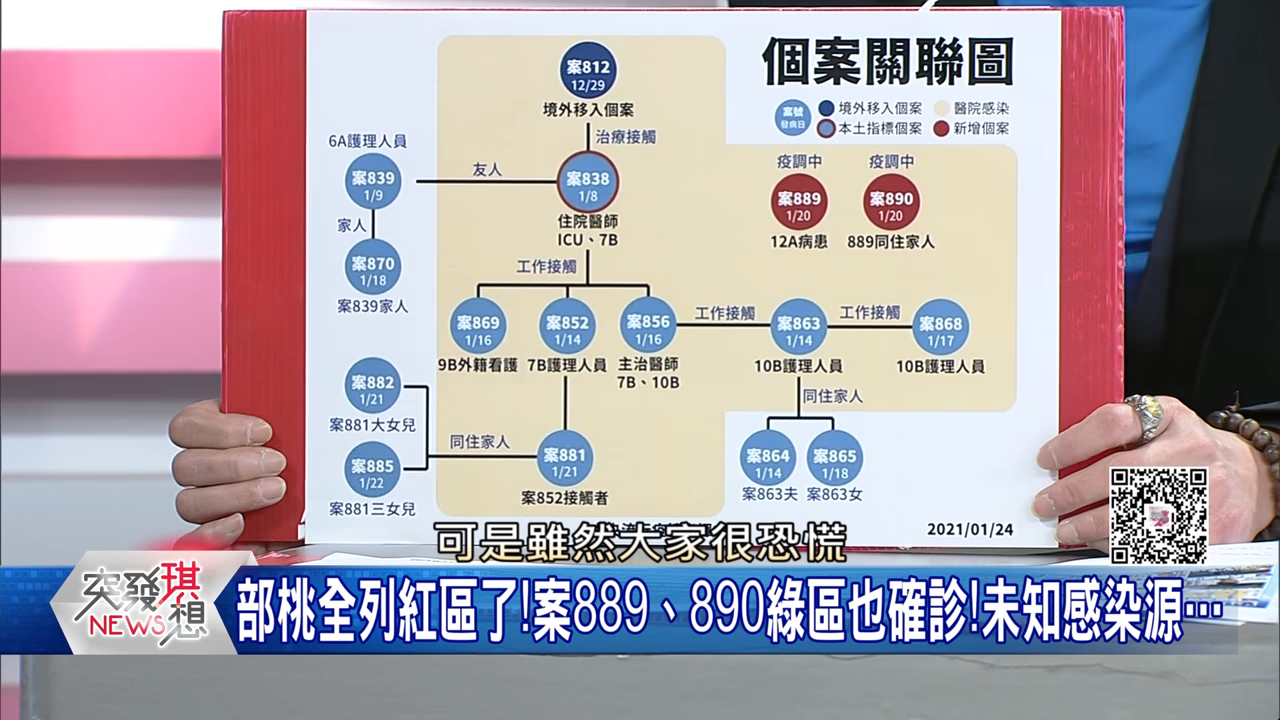 個案關聯圖
案號
發病日
境外移入個案
醫院感染
本土指標個案
新增個案
案812
12/29
境外移入個案
治療接觸
6A護理人員
案839
1/9
友人
案838
1/8
住院醫師
ICU、7B
家人
案870
1/18
案839家人
疫調中
案889
1/20
12A病患
疫調中
案890
1/20
889同住家人
工作接觸
案869
1/16
9B外籍看護
案852
1/14
7B護理人員
案856
1/16
主治醫師
7B、10B
工作接觸
案863
1/14
10B護理人員
工作接觸
案868
1/17
10B護理人員
案882
1/21
案881大女兒
同住家人
案885
1/22
案881三女兒
案881
1/21
案852接觸者
同住家人
案864
1/14
案863夫
案865
1/18
案863女
2021/01/24
可是雖然大家很恐慌
突發琪想
NEWS
部桃全列紅區了!案889、890綠區也確診!未知感染源…